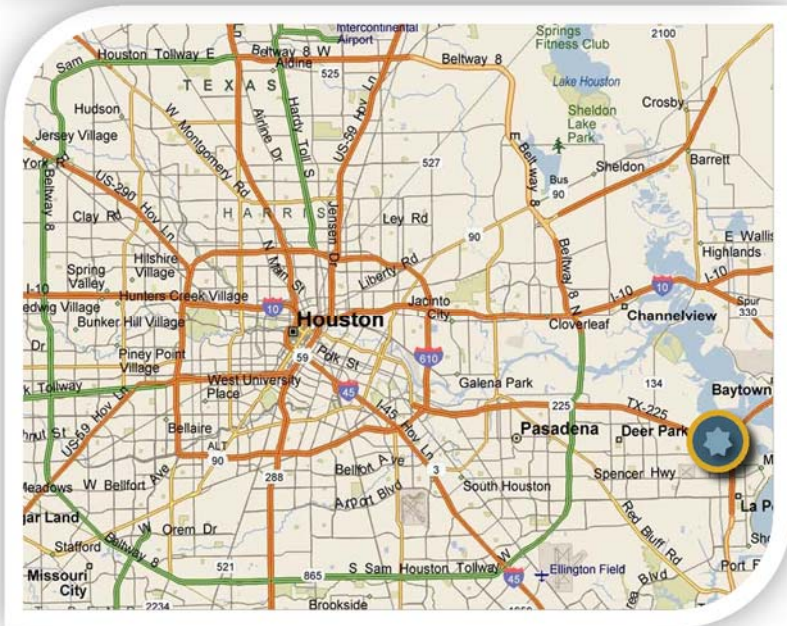 Intercontinental
Airport
Springs
Fitness Club
2100
Sam
Houston Tollway E
Beltway 8 W
Aldine
Beltway 8
525
Lake Houston
TEXAS
Hudson
Crosby
Sheldon
Lake
Park
W Montgomery Rd
Airline Dr
Hardy Toll S
US-59 Hov Ln
Jersey Village
527
E Beltway 8
Bus
90
Sheldon
Barrett
Beltway 8
US-290 Hov Ln
Clay Rd
HARRIS
Jensen Dr
Ley Rd
90
N Main St
Liberty Rd
Beltway 8 N
Highlands
Hilshire
Village
Spring
Valley
I-10
Hunters Creek Village
10
Jacinto
City
I-10
10
I-10
Spur
330
Houston
Cloverleaf
Channelview
Bunker Hill Village
Dr
Piney Point
Village
59
Polk St
610
West University
Place
45
Galena Park
134
Baytown
US-59 Hov Ln
I-45 Hov Ln
225
TX-225
Bellaire
Pasadena
Deer Park
ALT
90
W Bellfort Ave
Bellfort Ave
3
Spencer Hwy
288
Airport Blvd
South Houston
Red Bluff Rd
W Orem Dr
Stafford
Beltway 8
521
865
S Sam Houston Tollway W
45
Ellington Field
Missouri
City
2234
Brookside